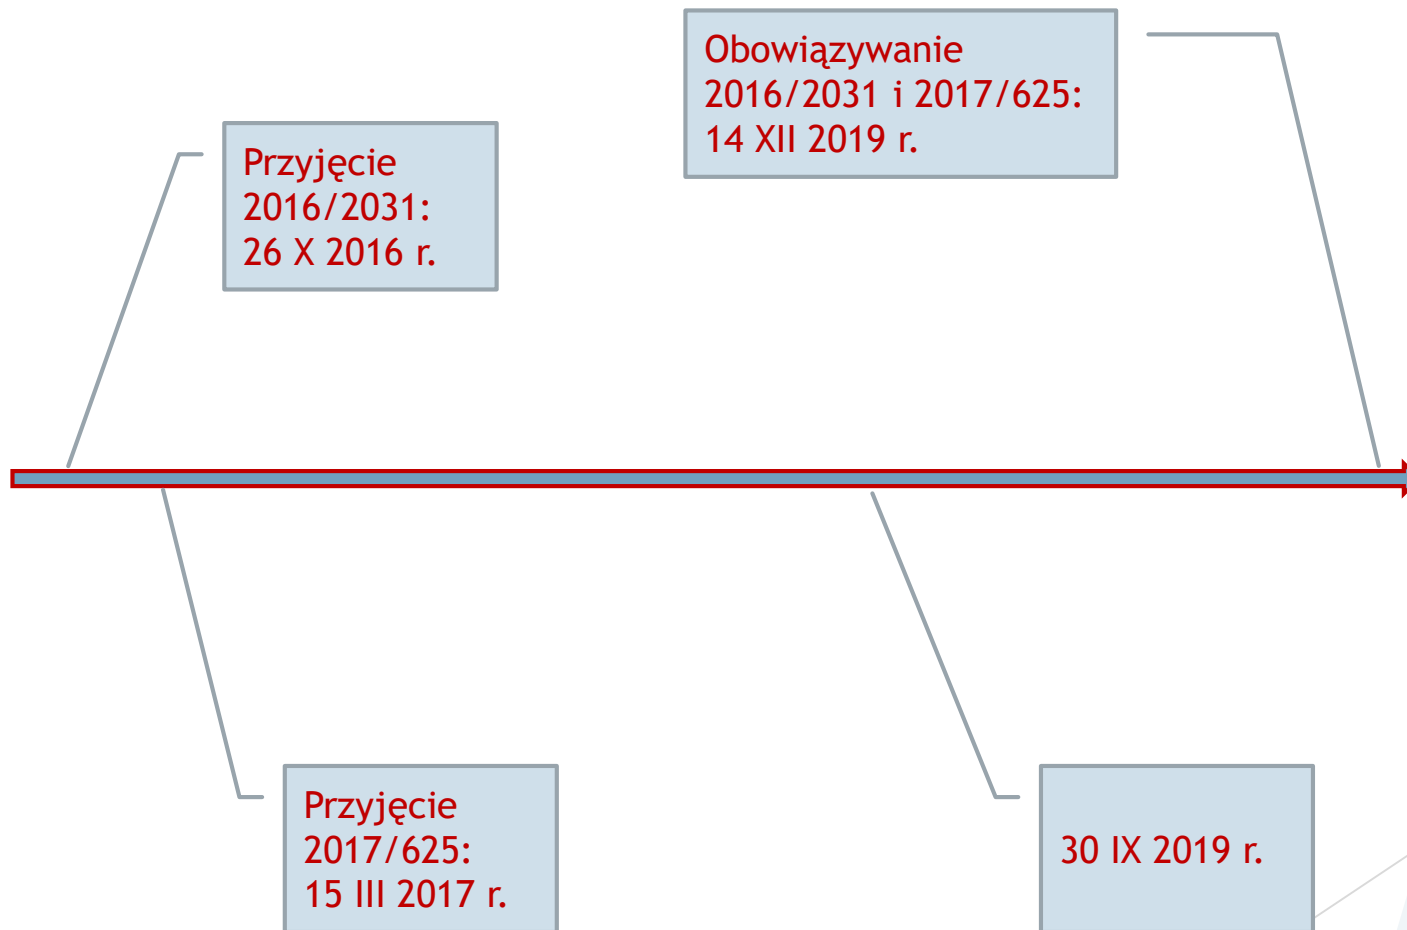 Obowiązywanie
2016/2031 i 2017/625:
14 XII 2019 r.
Przyjęcie
2016/2031:
26 X 2016 r.
Przyjęcie
2017/625:
15 III 2017 r.
30 IX 2019 r.